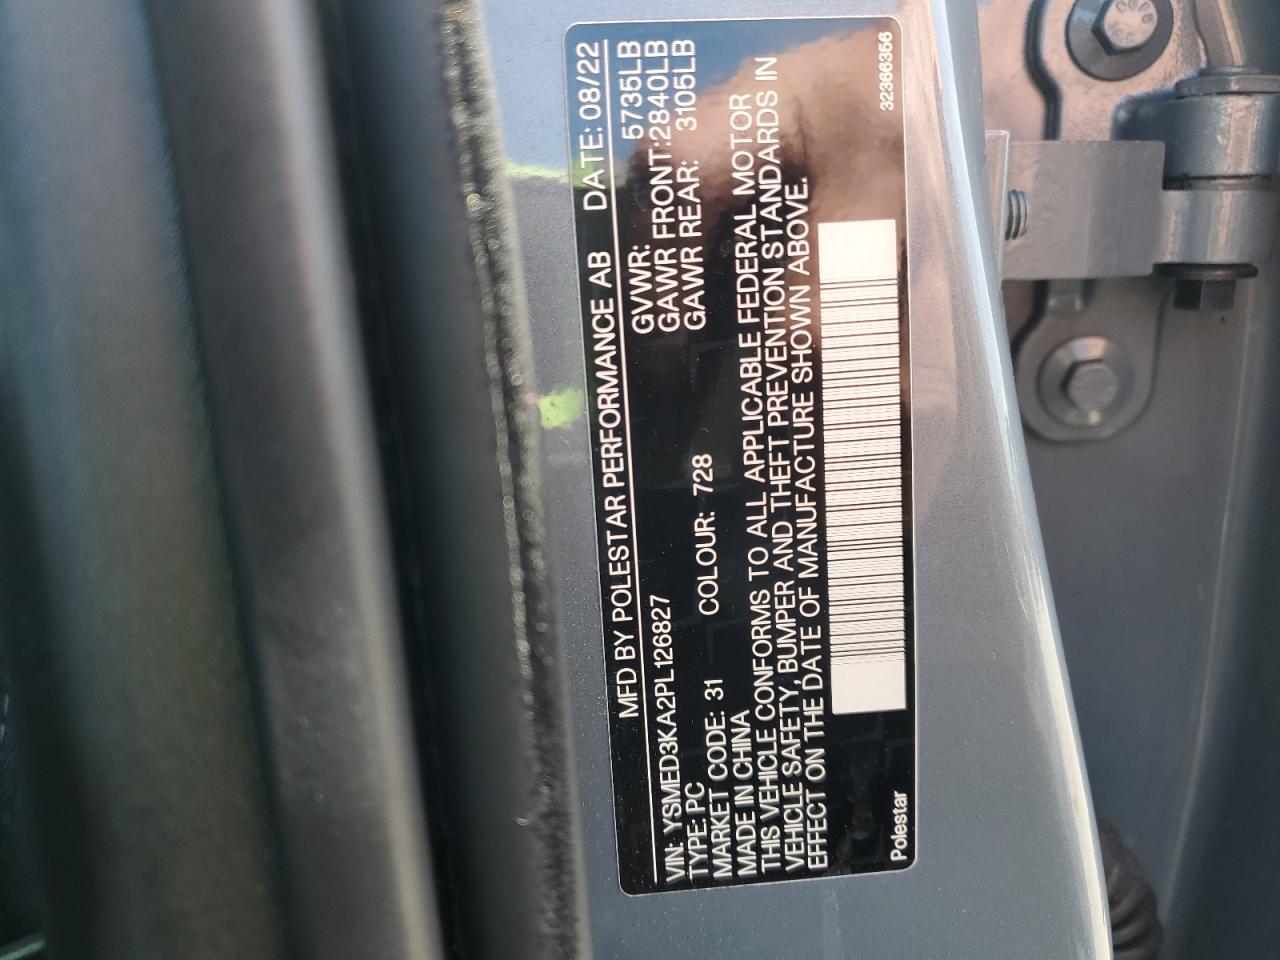 MFD BY POLESTAR PERFORMANCE AB DATE: 08/22
GVWR: 5735LB
GAWR FRONT:2840LB
GAWR REAR: 3105LB
VIN: YSMED3KA2PL126827
TYPE: PC
MARKET CODE: 31 COLOUR: 728
MADE IN CHINA
THIS VEHICLE CONFORMS TO ALL APPLICABLE FEDERAL MOTOR
VEHICLE SAFETY, BUMPER AND THEFT PREVENTION STANDARDS IN
EFFECT ON THE DATE OF MANUFACTURE SHOWN ABOVE.
Polestar 32366356